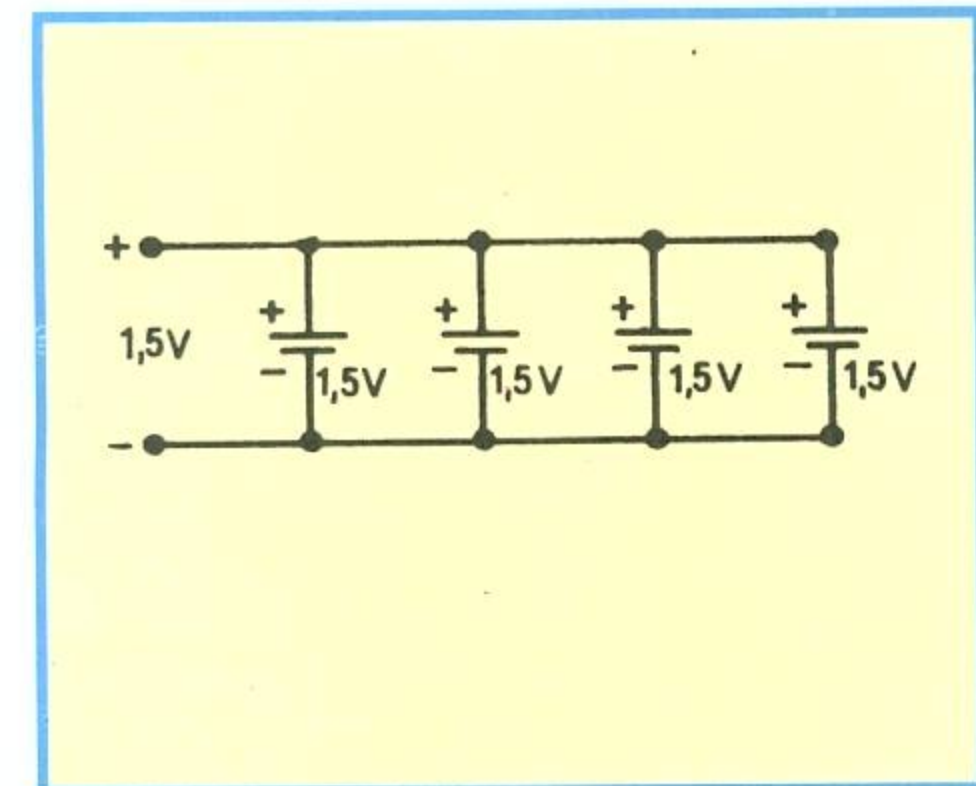 +
+ + + +
1,5V
− 1,5V − 1,5V − 1,5V − 1,5V
−